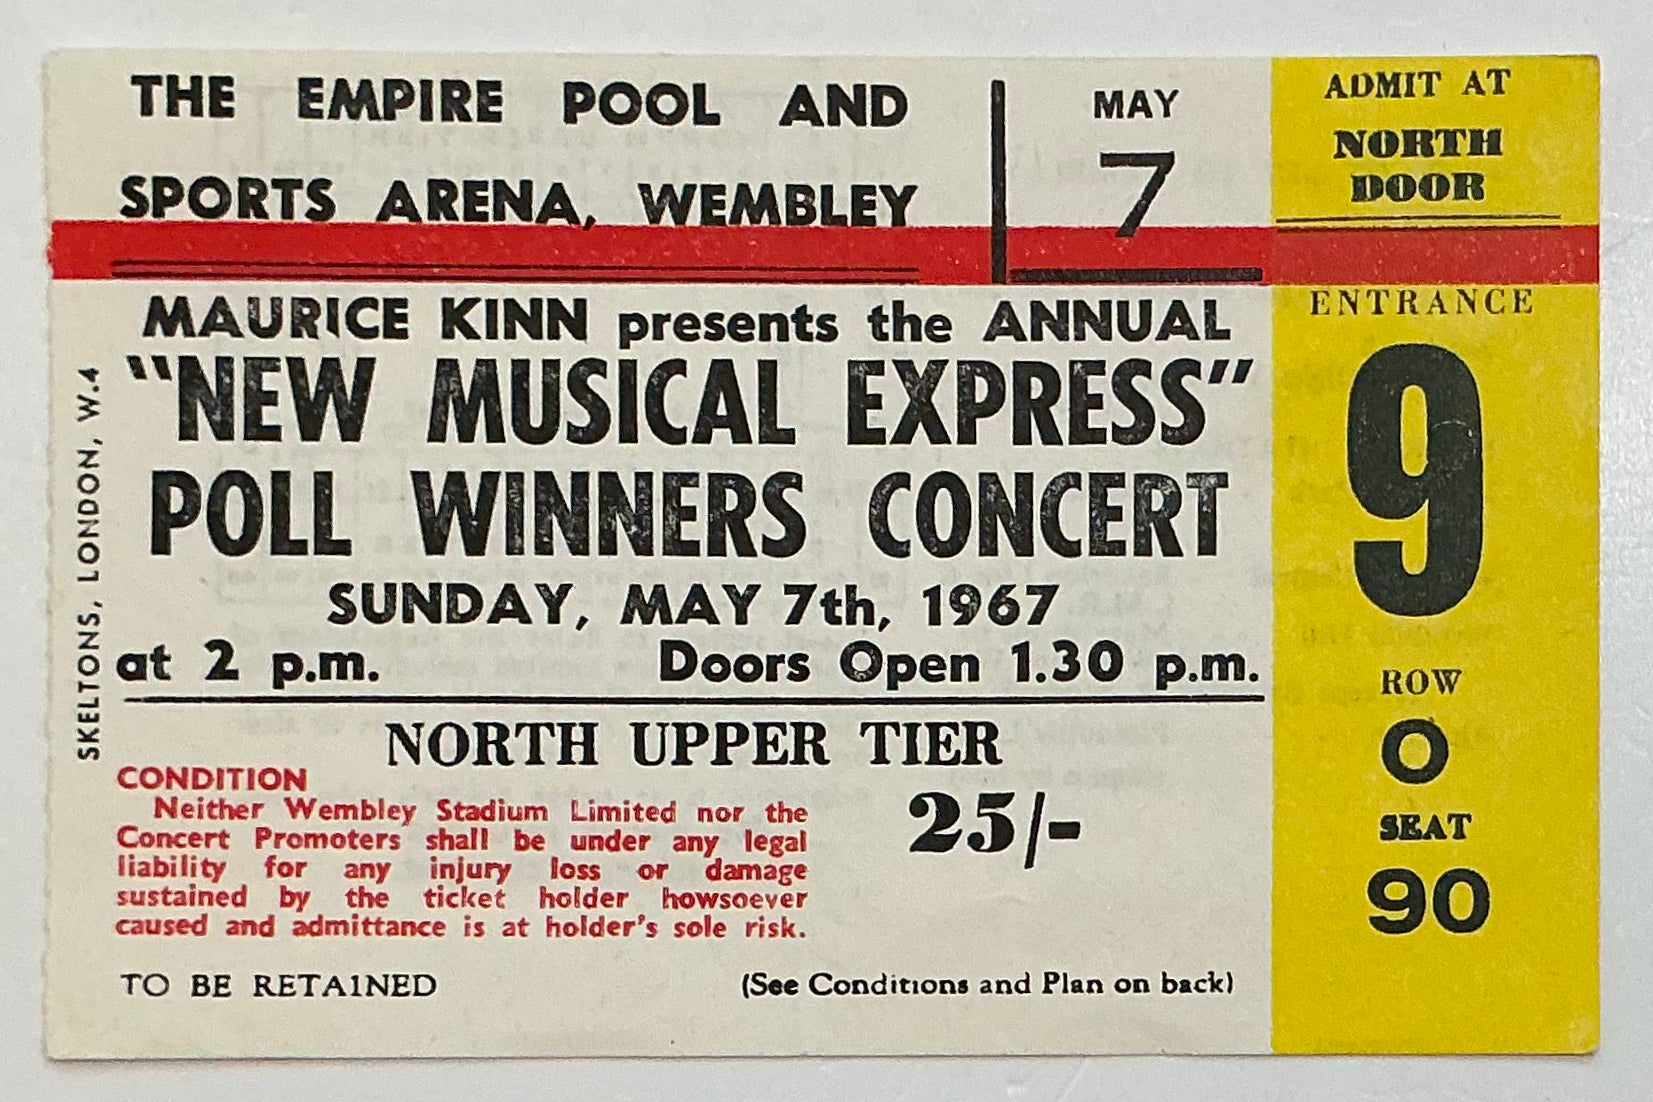 THE EMPIRE POOL AND
SPORTS ARENA, WEMBLEY
MAY
7
MAURICE KINN presents the ANNUAL
"NEW MUSICAL EXPRESS"
POLL WINNERS CONCERT
SUNDAY, MAY 7th, 1967
at 2 p.m. Doors Open 1.30 p.m.
NORTH UPPER TIER
25/-
CONDITION
Neither Wembley Stadium Limited nor the
Concert Promoters shall be under any legal
liability for any injury loss or damage
sustained by the ticket holder howsoever
caused and admittance is at holder's sole risk.
TO BE RETAINED (See Conditions and Plan on back)
SKELTONS, LONDON, W.4
ADMIT AT
NORTH
DOOR
ENTRANCE
9
ROW
O
SEAT
90